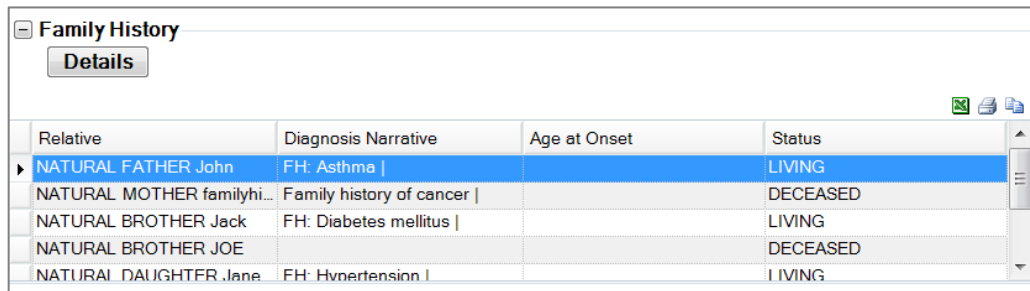 Family History
Details
Relative Diagnosis Narrative Age at Onset Status
NATURAL FATHER John FH: Asthma | LIVING
NATURAL MOTHER familyhi... Family history of cancer | DECEASED
NATURAL BROTHER Jack FH: Diabetes mellitus | LIVING
NATURAL BROTHER JOE DECEASED
NATURAL DAUGHTER Jane FH: Hypertension | LIVING